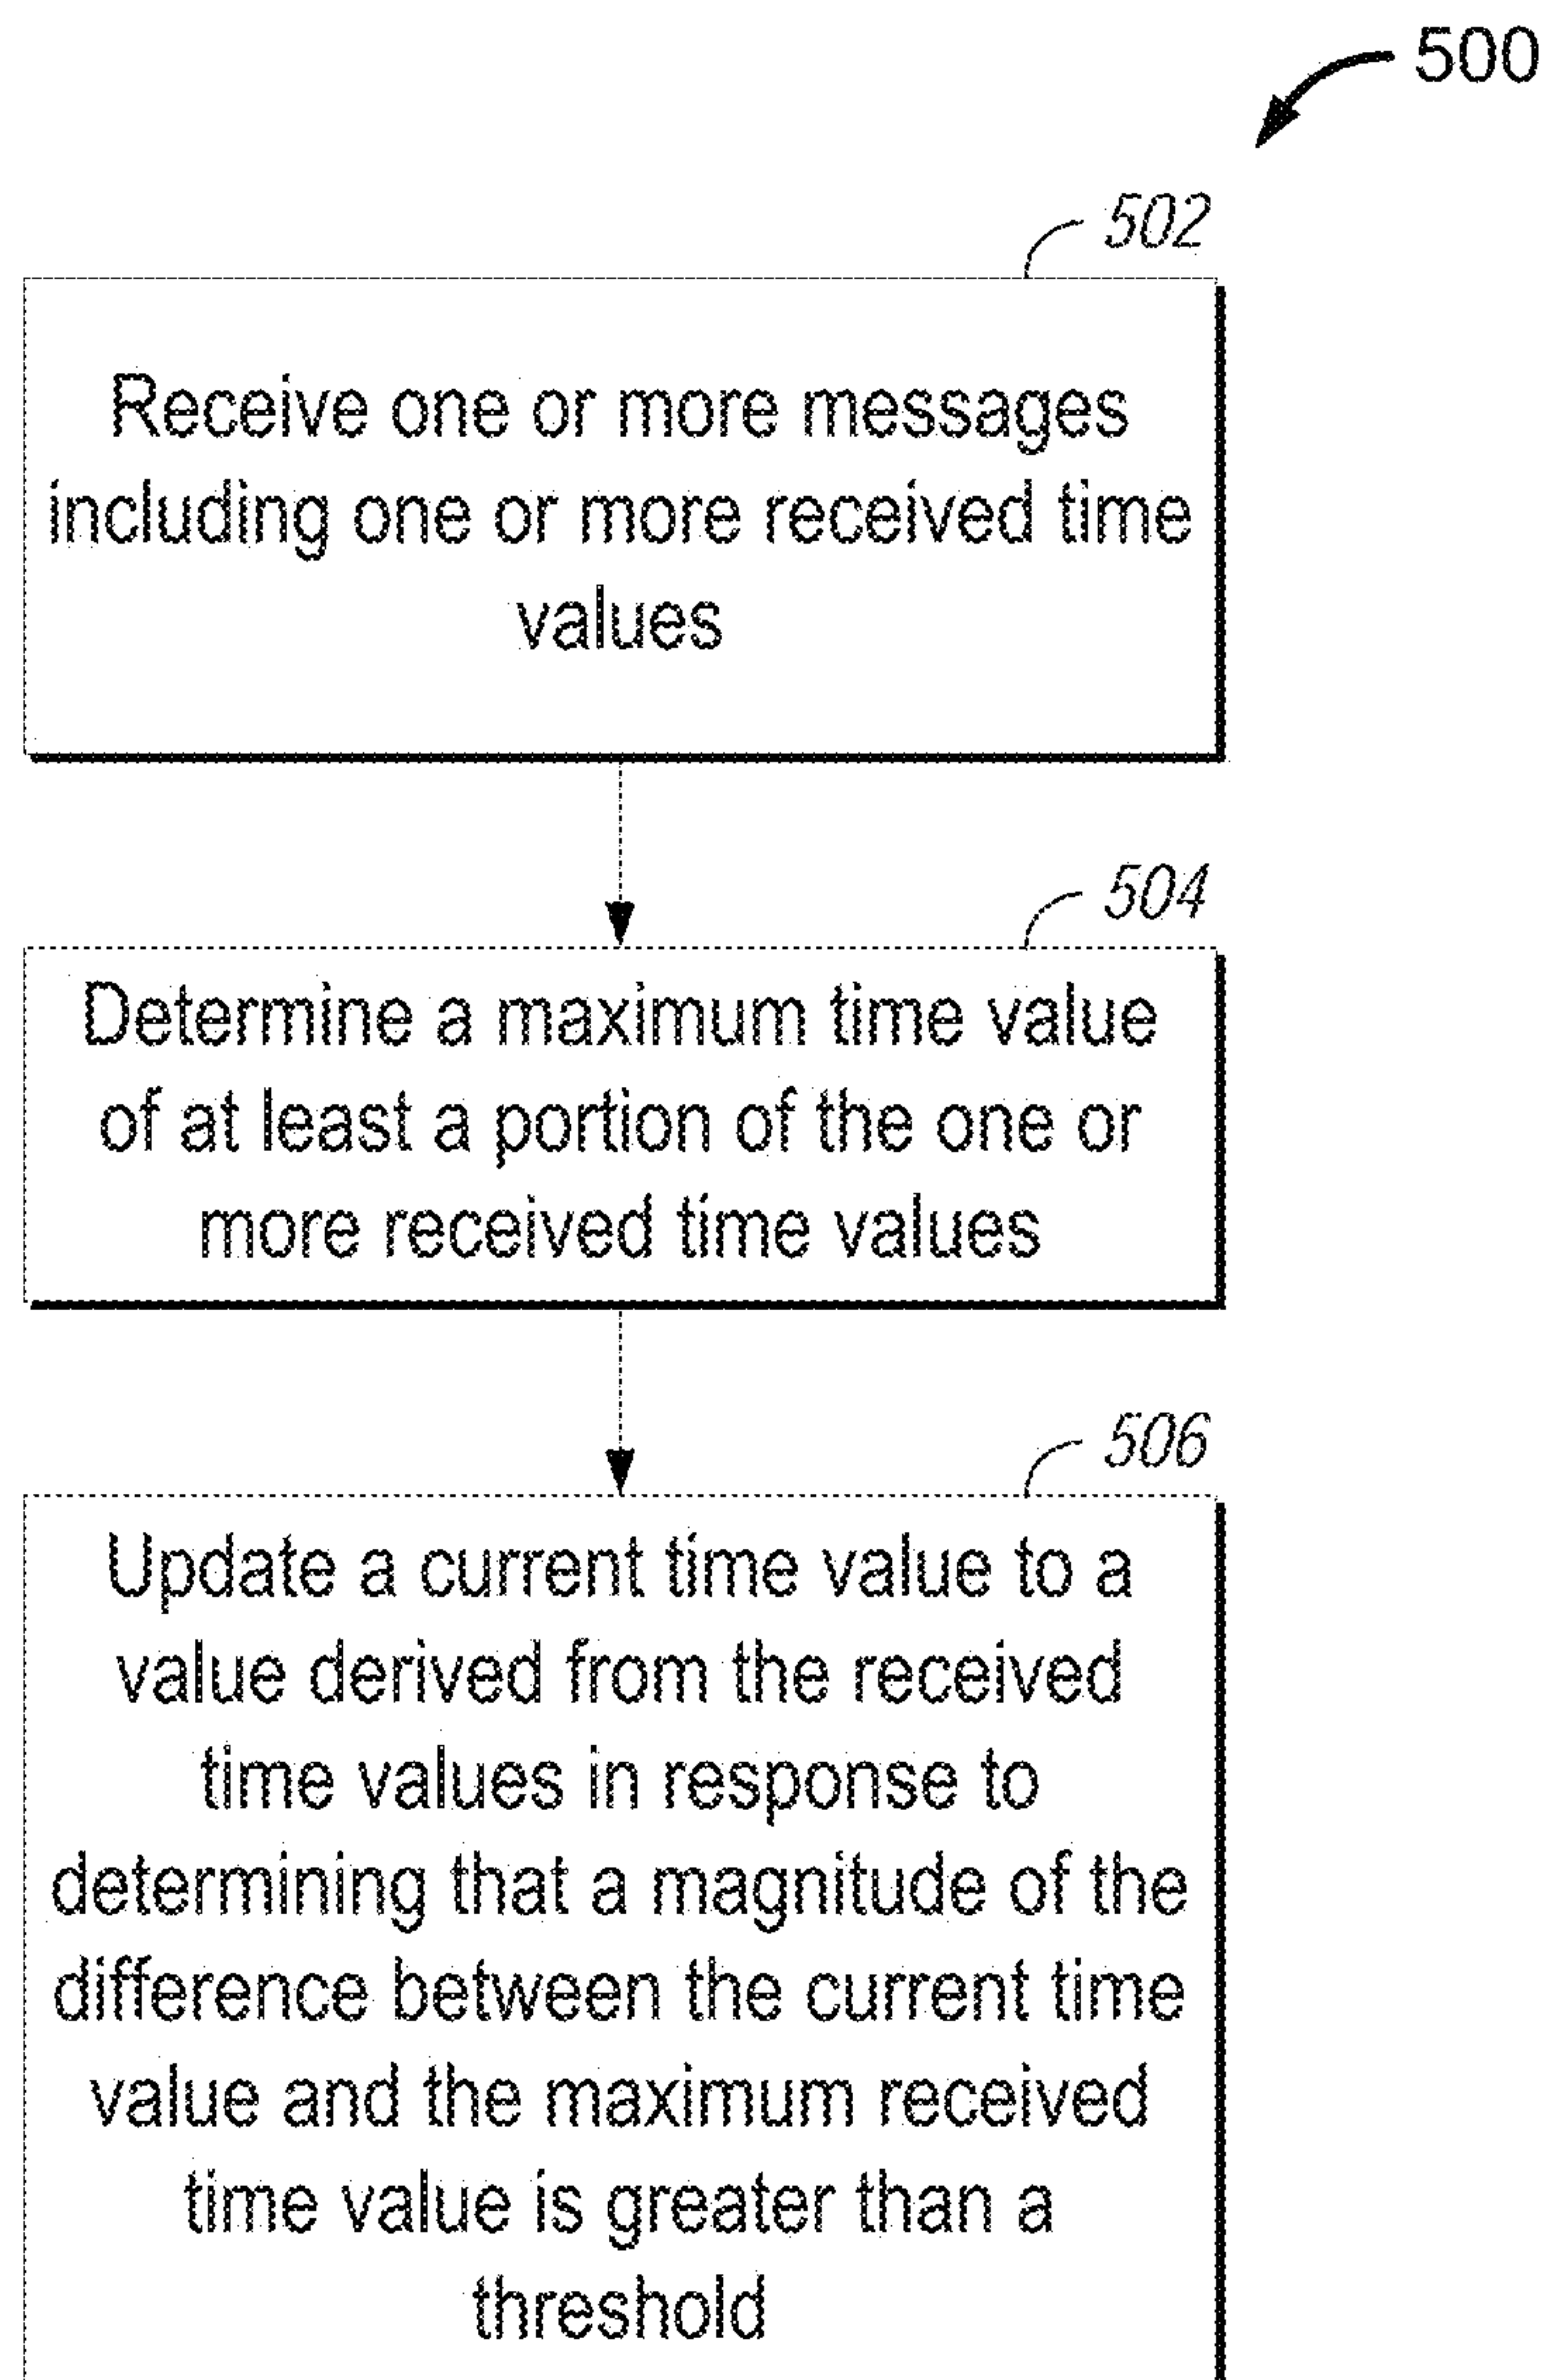 500
502
Receive one or more messages
including one or more received time
values
504
Determine a maximum time value
of at least a portion of the one or
more received time values
506
Update a current time value to a
value derived from the received
time values in response to
determining that a magnitude of the
difference between the current time
value and the maximum received
time value is greater than a
threshold